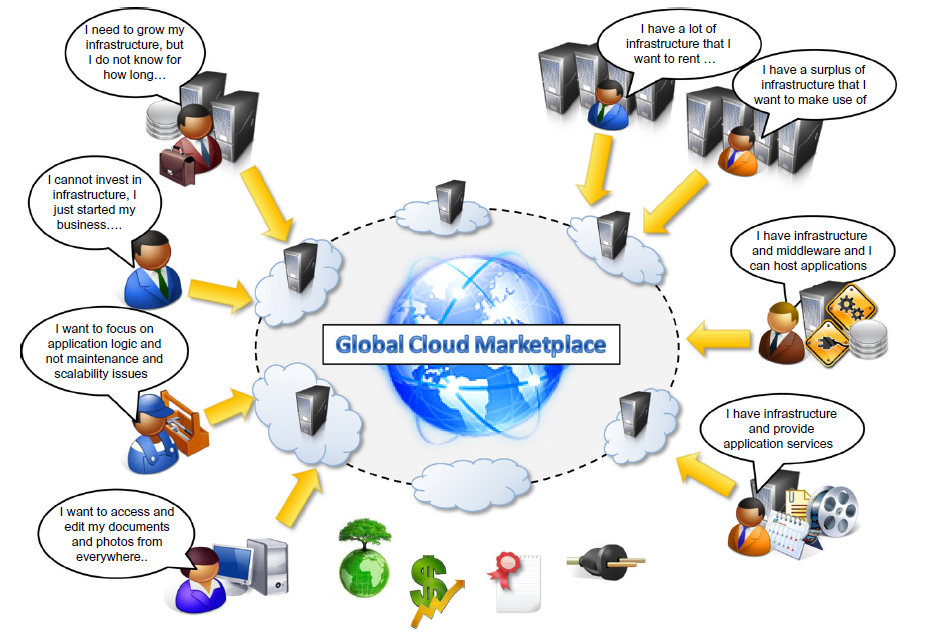 I need to grow my
infrastructure, but
I do not know for
how long…
I have a lot of
infrastructure that I
want to rent …
I have a surplus of
infrastructure that I
want to make use of
I cannot invest in
infrastructure, I
just started my
business….
I have infrastructure
and middleware and I
can host applications
I want to focus on
application logic and
not maintenance and
scalability issues
Global Cloud Marketplace
I have infrastructure
and provide
application services
I want to access and
edit my documents
and photos from
everywhere..